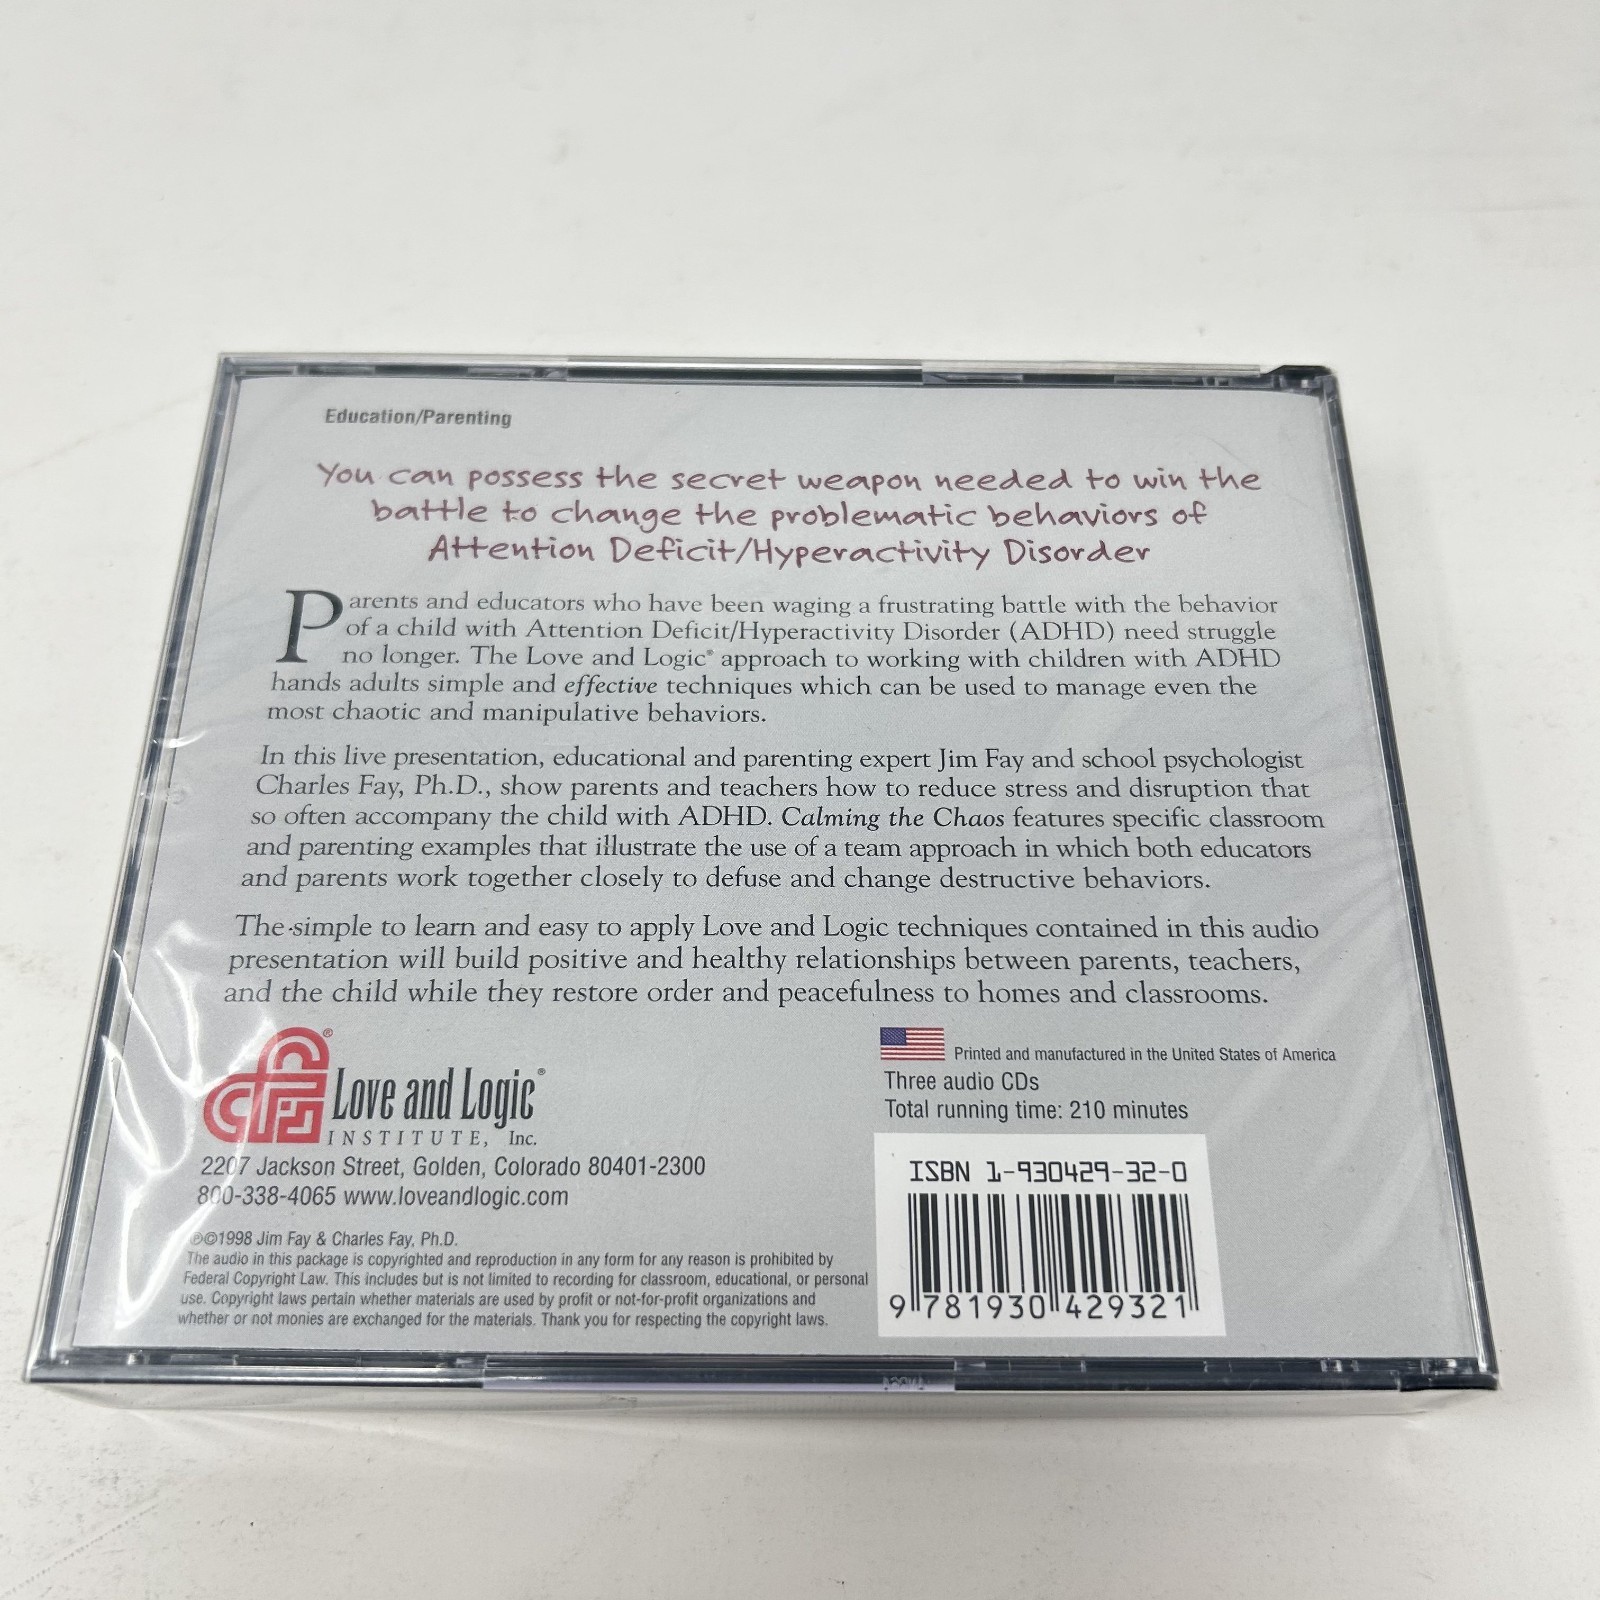 Education/Parenting
You can possess the secret weapon needed to win the
battle to change the problematic behaviors of
Attention Deficit/Hyperactivity Disorder
Parents and educators who have been waging a frustrating battle with the behavior
of a child with Attention Deficit/Hyperactivity Disorder (ADHD) need struggle
no longer. The Love and Logic® approach to working with children with ADHD
hands adults simple and effective techniques which can be used to manage even the
most chaotic and manipulative behaviors.
In this live presentation, educational and parenting expert Jim Fay and school psychologist
Charles Fay, Ph.D., show parents and teachers how to reduce stress and disruption that
so often accompany the child with ADHD. Calming the Chaos features specific classroom
and parenting examples that illustrate the use of a team approach in which both educators
and parents work together closely to defuse and change destructive behaviors.
The simple to learn and easy to apply Love and Logic techniques contained in this audio
presentation will build positive and healthy relationships between parents, teachers,
and the child while they restore order and peacefulness to homes and classrooms.
Love and Logic®
INSTITUTE, Inc.
2207 Jackson Street, Golden, Colorado 80401-2300
800-338-4065 www.loveandlogic.com
℗©1998 Jim Fay & Charles Fay, Ph.D.
The audio in this package is copyrighted and reproduction in any form for any reason is prohibited by
Federal Copyright Law. This includes but is not limited to recording for classroom, educational, or personal
use. Copyright laws pertain whether materials are used by profit or not-for-profit organizations and
whether or not monies are exchanged for the materials. Thank you for respecting the copyright laws.
Printed and manufactured in the United States of America
Three audio CDs
Total running time: 210 minutes
ISBN 1-930429-32-0
9 781930 429321